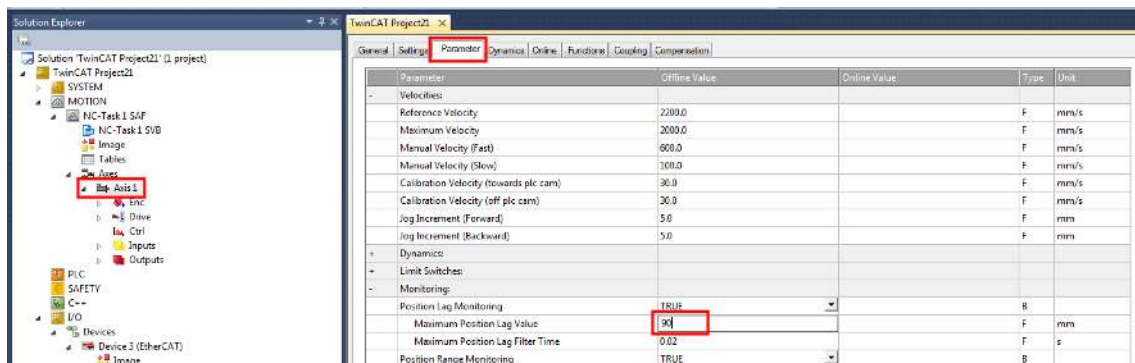 Solution Explorer
Solution 'TwinCAT Project21' (1 project)
TwinCAT Project21
SYSTEM
MOTION
NC-Task 1 SAF
NC-Task 1 SVB
Image
Tables
Axes
Axis 1
Enc
Drive
Ctrl
Inputs
Outputs
PLC
SAFETY
C++
I/O
Devices
Device 3 (EtherCAT)
Image
TwinCAT Project21
General Settings Parameter Dynamics Online Functions Coupling Compensation
Parameter Offline Value Online Value Type Unit
- Velocities:
Reference Velocity 2200.0 F mm/s
Maximum Velocity 2000.0 F mm/s
Manual Velocity (Fast) 600.0 F mm/s
Manual Velocity (Slow) 100.0 F mm/s
Calibration Velocity (towards plc cam) 30.0 F mm/s
Calibration Velocity (off plc cam) 30.0 F mm/s
Jog Increment (Forward) 5.0 F mm
Jog Increment (Backward) 5.0 F mm
+ Dynamics:
+ Limit Switches:
- Monitoring:
Position Lag Monitoring TRUE B
Maximum Position Lag Value 90 F mm
Maximum Position Lag Filter Time 0.02 F s
Position Range Monitoring TRUE B